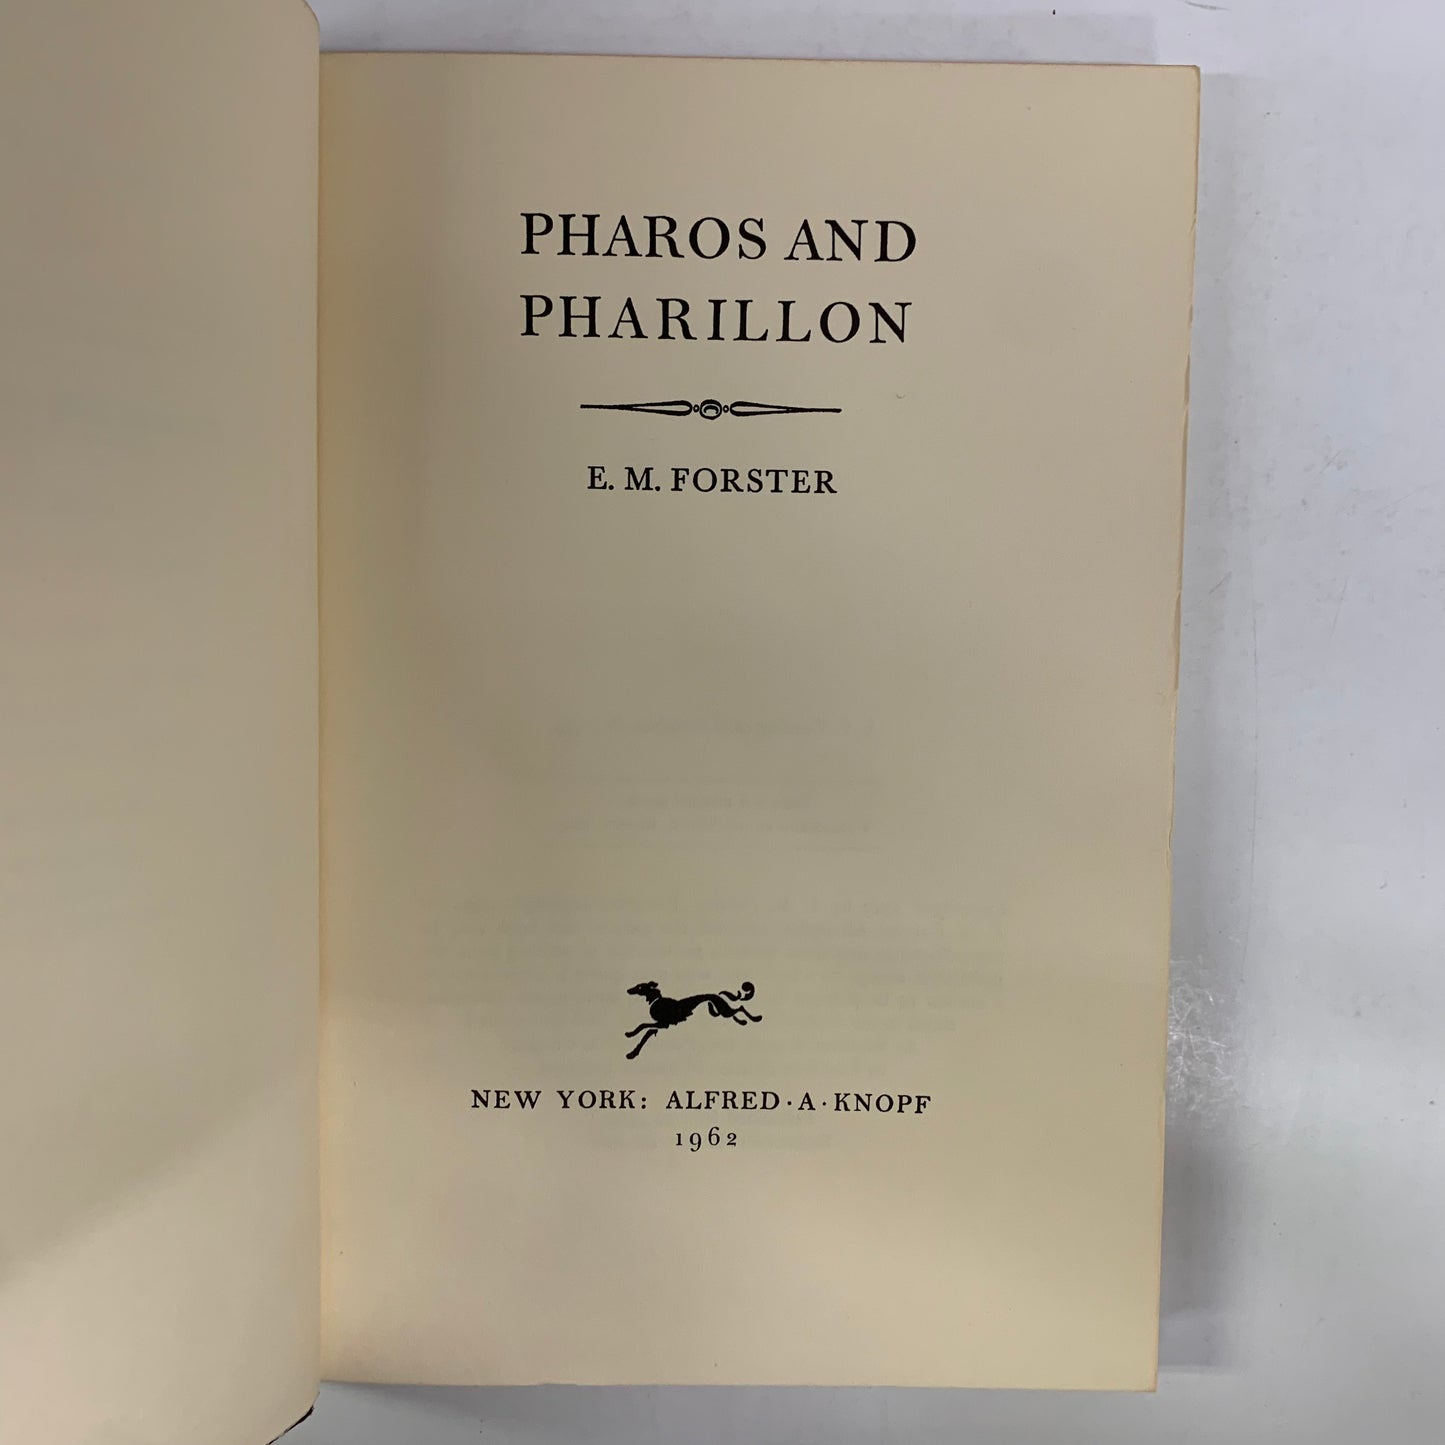 PHAROS AND
PHARILLON
E. M. FORSTER
NEW YORK: ALFRED · A · KNOPF
1962